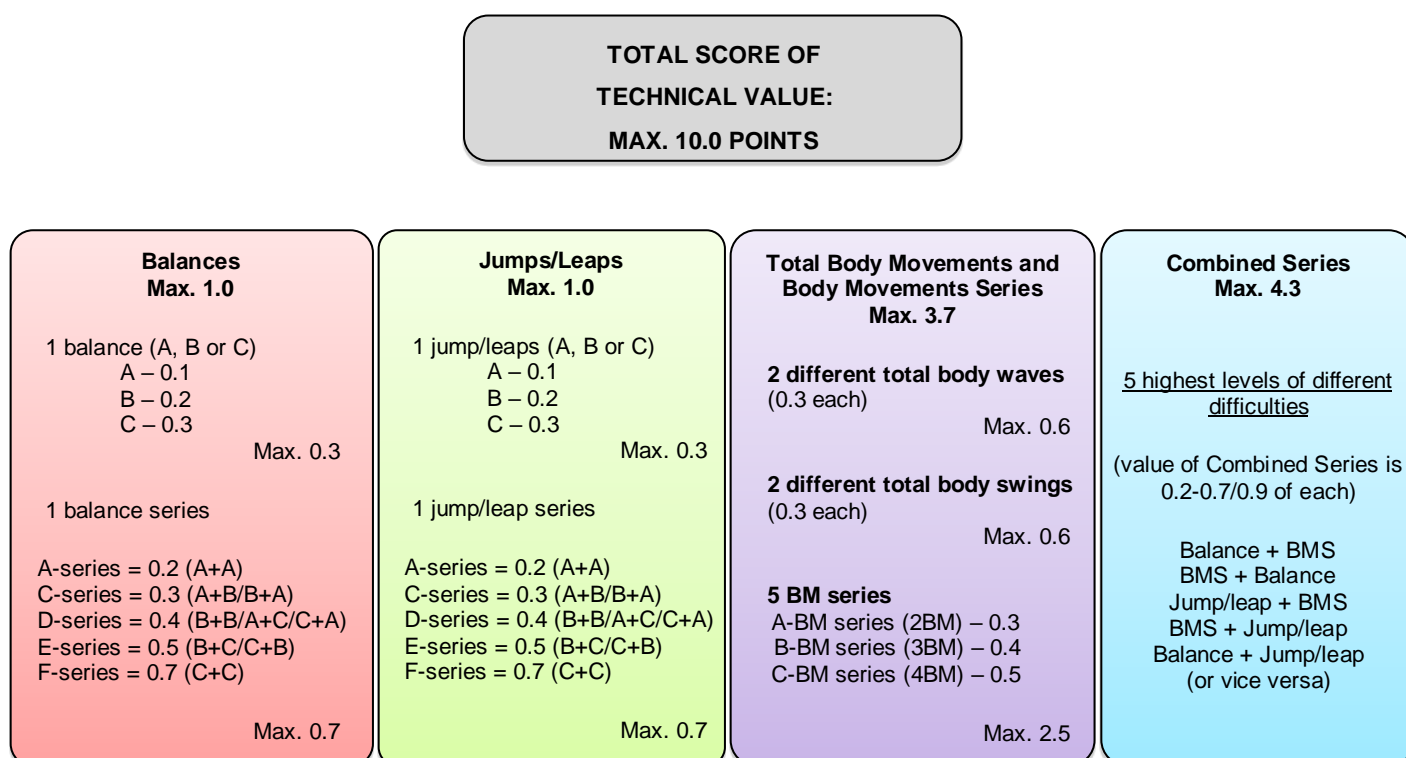 TOTAL SCORE OF
TECHNICAL VALUE:
MAX. 10.0 POINTS
Balances
Max. 1.0
1 balance (A, B or C)
A – 0.1
B – 0.2
C – 0.3
Max. 0.3
1 balance series
A-series = 0.2 (A+A)
C-series = 0.3 (A+B/B+A)
D-series = 0.4 (B+B/A+C/C+A)
E-series = 0.5 (B+C/C+B)
F-series = 0.7 (C+C)
Max. 0.7
Jumps/Leaps
Max. 1.0
1 jump/leaps (A, B or C)
A – 0.1
B – 0.2
C – 0.3
Max. 0.3
1 jump/leap series
A-series = 0.2 (A+A)
C-series = 0.3 (A+B/B+A)
D-series = 0.4 (B+B/A+C/C+A)
E-series = 0.5 (B+C/C+B)
F-series = 0.7 (C+C)
Max. 0.7
Total Body Movements and
Body Movements Series
Max. 3.7
2 different total body waves
(0.3 each)
Max. 0.6
2 different total body swings
(0.3 each)
Max. 0.6
5 BM series
A-BM series (2BM) – 0.3
B-BM series (3BM) – 0.4
C-BM series (4BM) – 0.5
Max. 2.5
Combined Series
Max. 4.3
5 highest levels of different
difficulties
(value of Combined Series is
0.2-0.7/0.9 of each)
Balance + BMS
BMS + Balance
Jump/leap + BMS
BMS + Jump/leap
Balance + Jump/leap
(or vice versa)